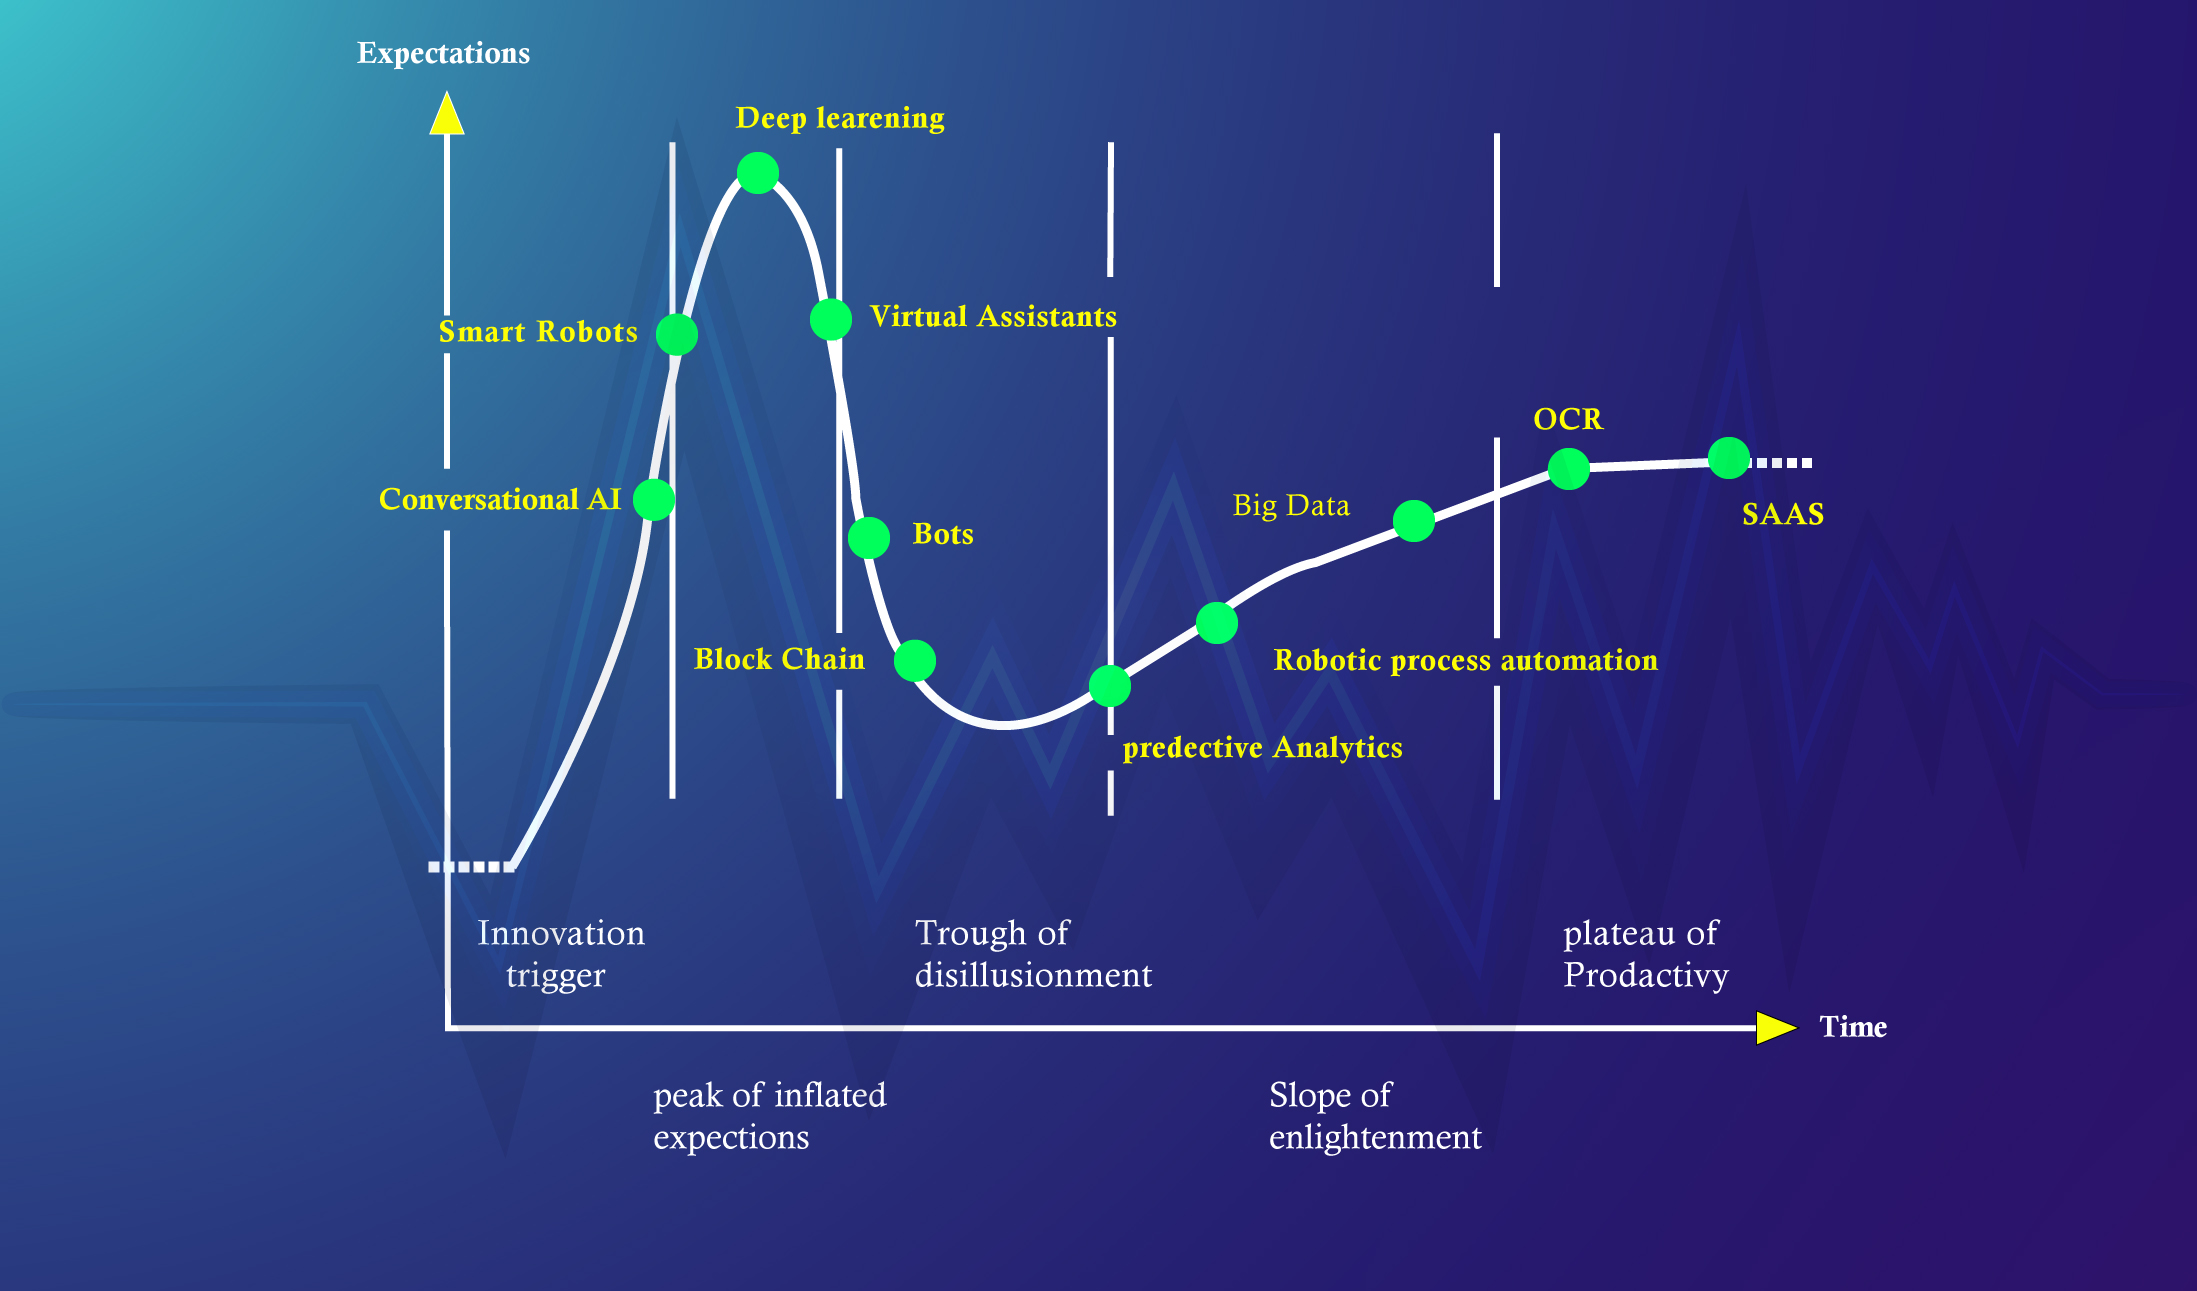 Expectations
Deep learening
Smart Robots
Virtual Assistants
OCR
Conversational AI
Big Data
SAAS
Bots
Block Chain
Robotic process automation
predective Analytics
Innovation
trigger
Trough of
disillusionment
plateau of
Prodactivy
Time
peak of inflated
expections
Slope of
enlightenment